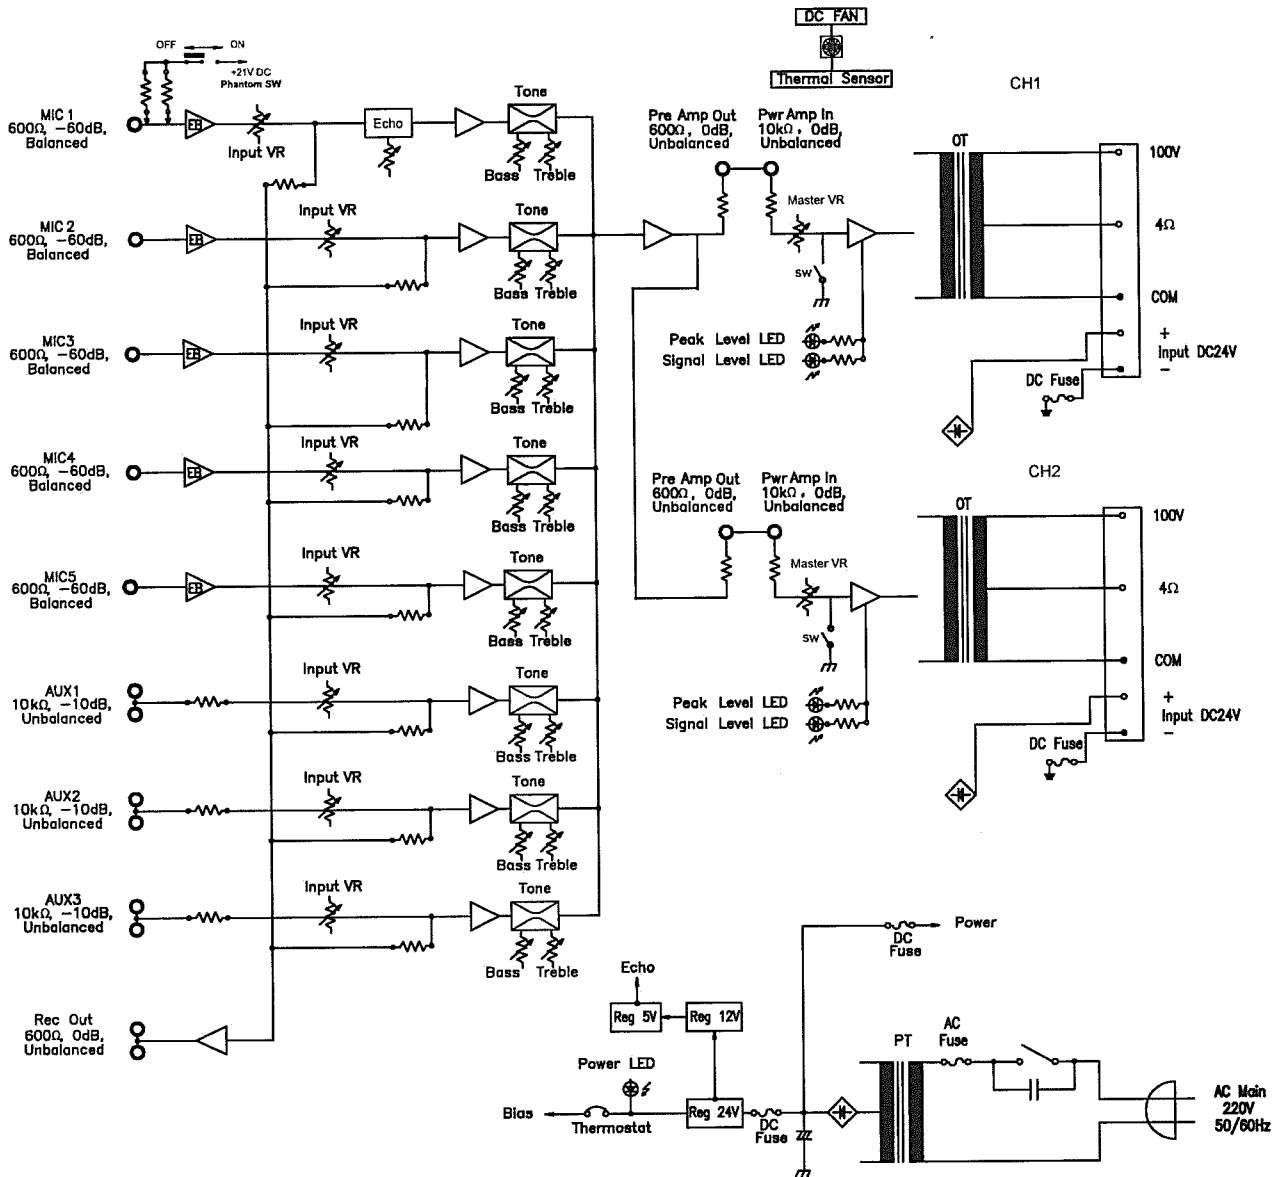 DC FAN
Thermal Sensor
OFF ON
+21V DC
Phantom SW
MIC 1
600Ω, −60dB,
Balanced
EB
Input VR
Echo
Tone
Bass Treble
Pre Amp Out
600Ω, 0dB,
Unbalanced
Pwr Amp In
10kΩ, 0dB,
Unbalanced
Master VR
SW
Peak Level LED
Signal Level LED
CH1
OT
100V
4Ω
COM
+
Input DC24V
−
DC Fuse
MIC 2
600Ω, −60dB,
Balanced
EB
Input VR
Tone
Bass Treble
MIC3
600Ω, −60dB,
Balanced
EB
Input VR
Tone
Bass Treble
MIC4
600Ω, −60dB,
Balanced
EB
Input VR
Tone
Bass Treble
Pre Amp Out
600Ω, 0dB,
Unbalanced
Pwr Amp In
10kΩ, 0dB,
Unbalanced
Master VR
SW
Peak Level LED
Signal Level LED
CH2
OT
100V
4Ω
COM
+
Input DC24V
−
DC Fuse
MIC5
600Ω, −60dB,
Balanced
EB
Input VR
Tone
Bass Treble
AUX1
10kΩ, −10dB,
Unbalanced
Input VR
Tone
Bass Treble
AUX2
10kΩ, −10dB,
Unbalanced
Input VR
Tone
Bass Treble
AUX3
10kΩ, −10dB,
Unbalanced
Input VR
Tone
Bass Treble
Rec Out
600Ω, 0dB,
Unbalanced
Echo
Reg 5V
Reg 12V
Power LED
Bias
Thermostat
Reg 24V
DC
Fuse
DC
Fuse
Power
PT
AC
Fuse
AC Main
220V
50/60Hz